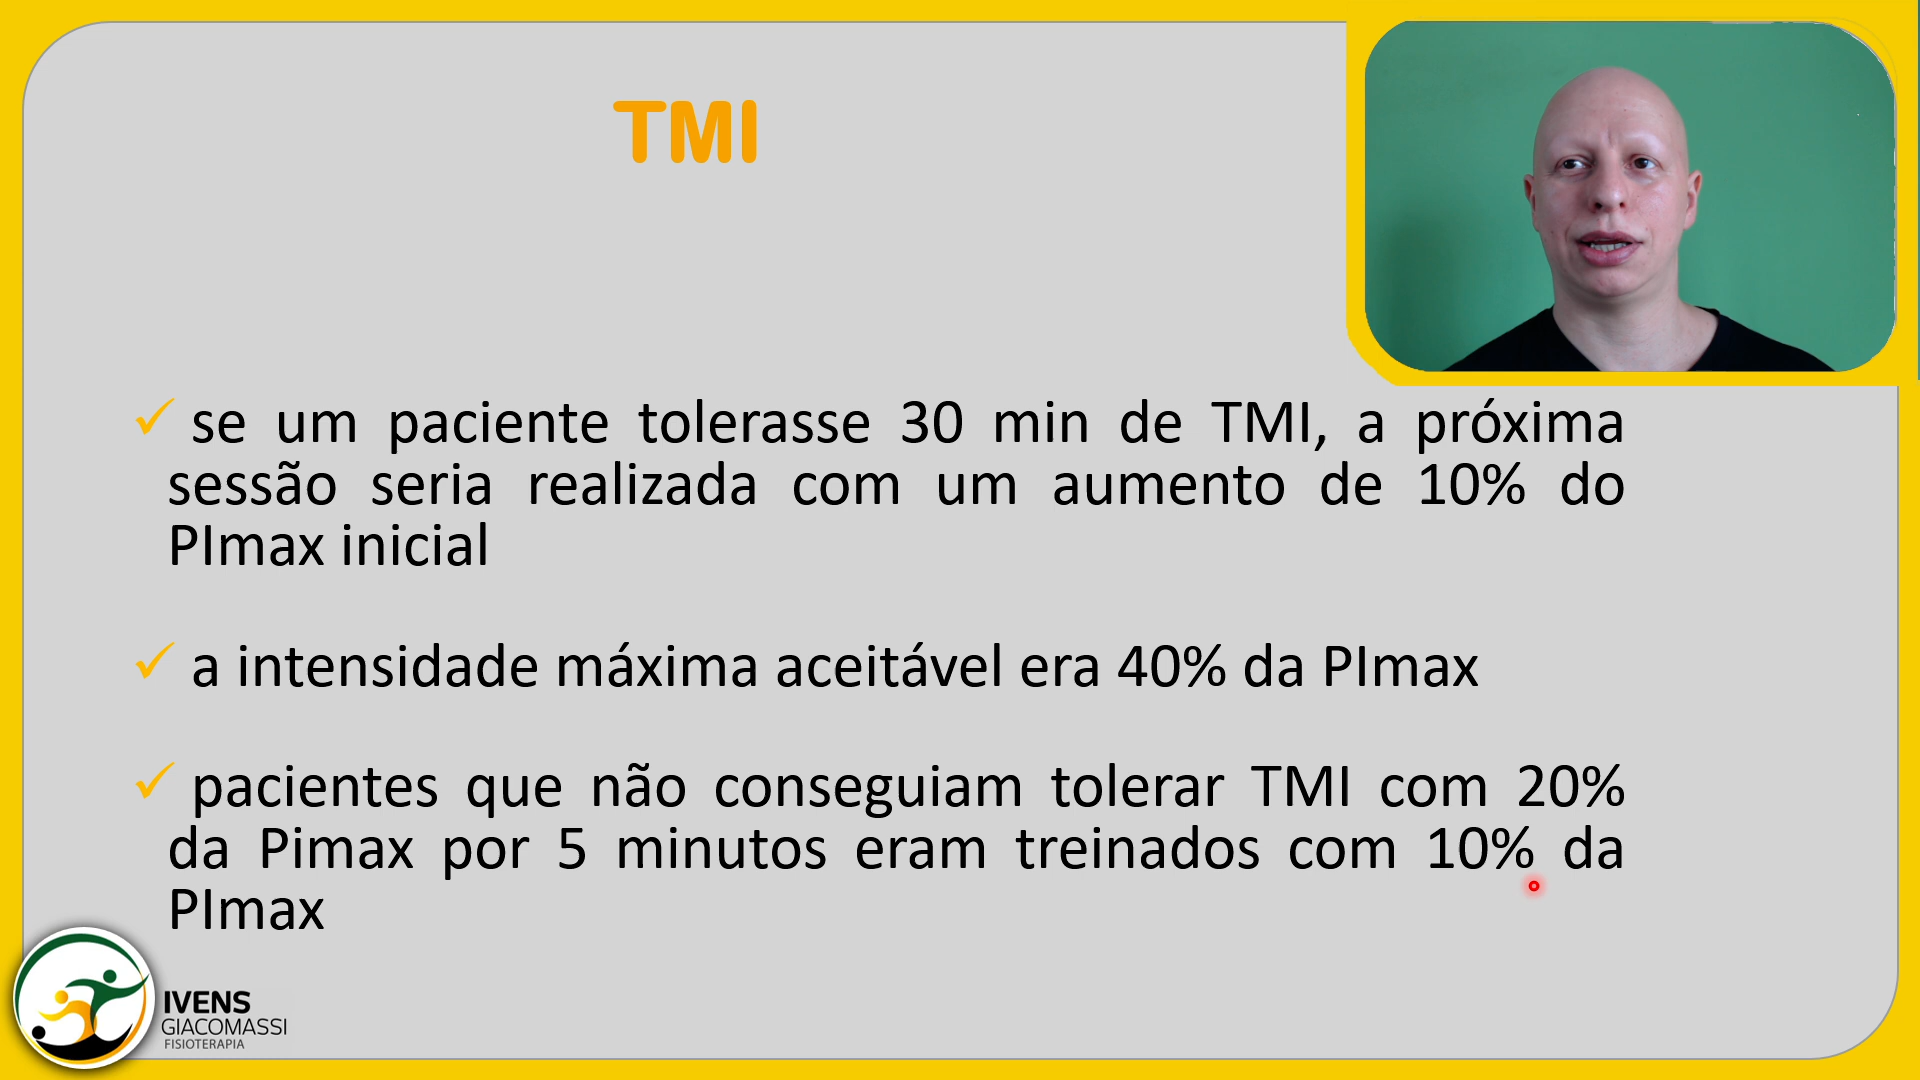 TMI
se um paciente tolerasse 30 min de TMI, a próxima
sessão seria realizada com um aumento de 10% do
PImax inicial
a intensidade máxima aceitável era 40% da PImax
pacientes que não conseguiam tolerar TMI com 20%
da Pimax por 5 minutos eram treinados com 10% da
PImax
IVENS
GIACOMASSI
FISIOTERAPIA